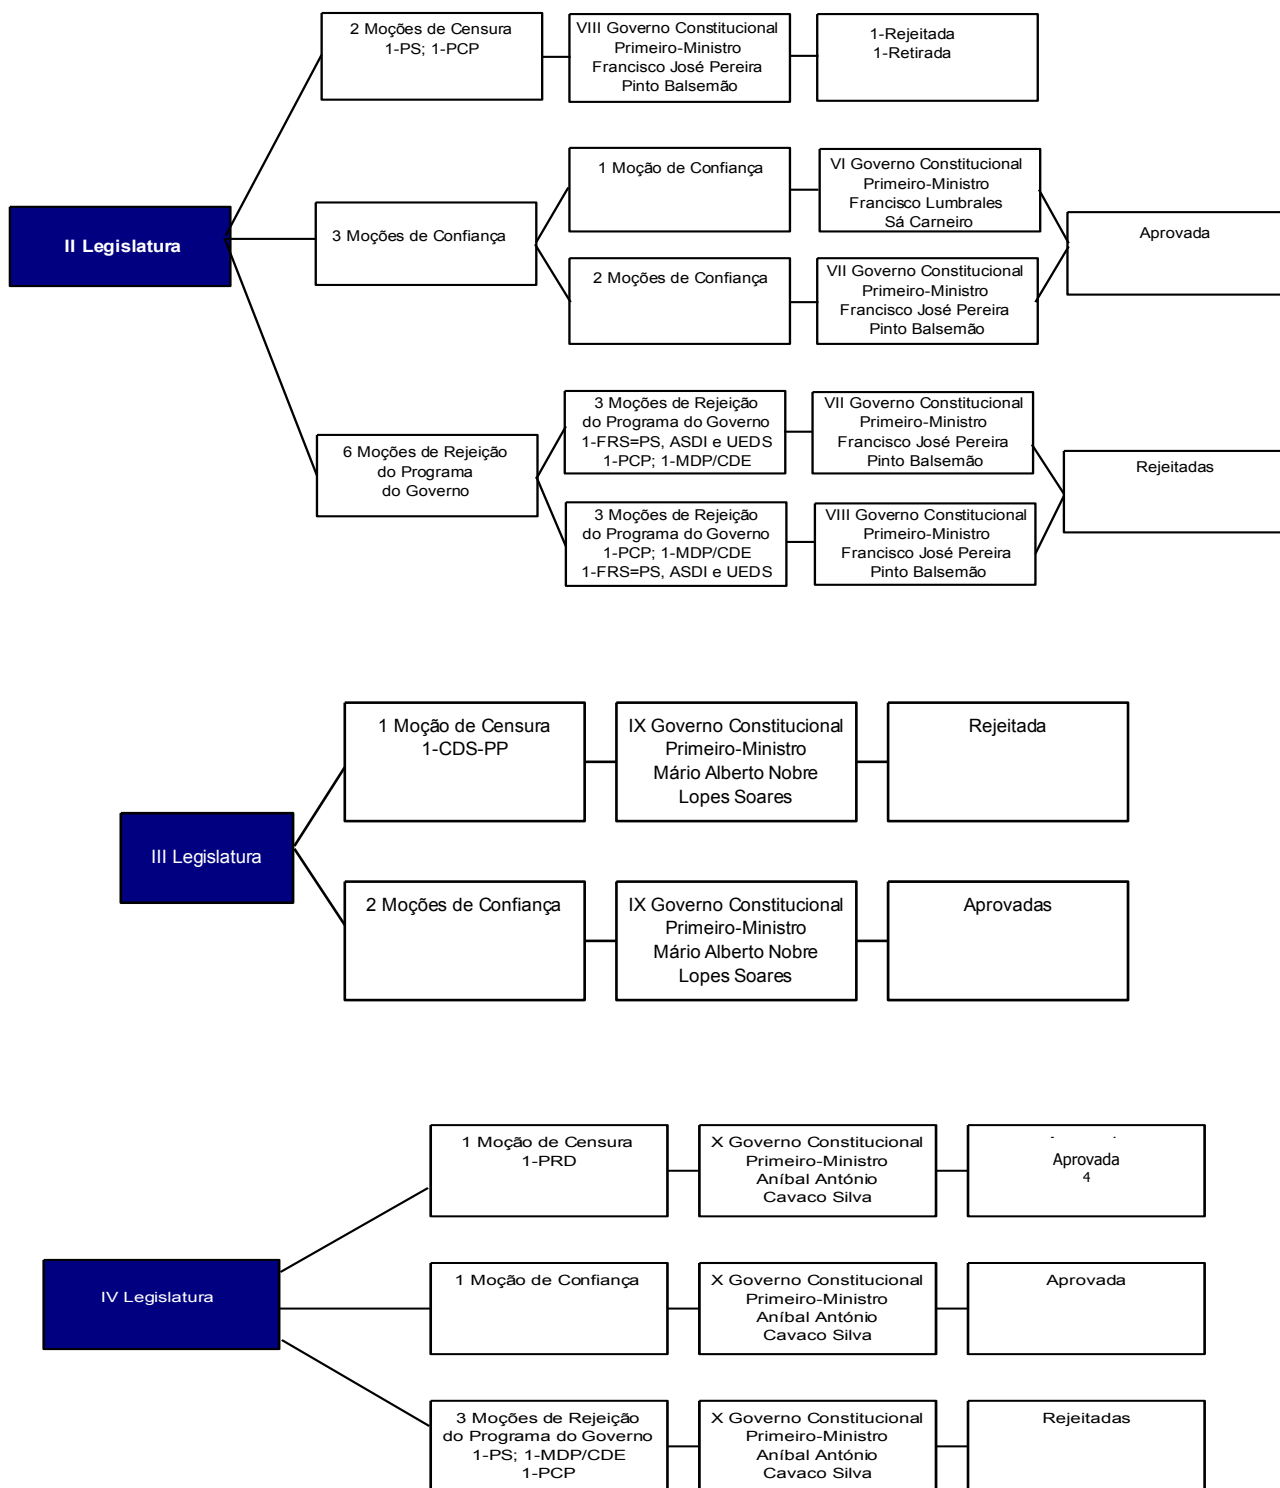 2 Moções de Censura
1-PS; 1-PCP
VIII Governo Constitucional
Primeiro-Ministro
Francisco José Pereira
Pinto Balsemão
1-Rejeitada
1-Retirada
II Legislatura
3 Moções de Confiança
1 Moção de Confiança
VI Governo Constitucional
Primeiro-Ministro
Francisco Lumbrales
Sá Carneiro
Aprovada
2 Moções de Confiança
VII Governo Constitucional
Primeiro-Ministro
Francisco José Pereira
Pinto Balsemão
6 Moções de Rejeição
do Programa
do Governo
3 Moções de Rejeição
do Programa do Governo
1-FRS=PS, ASDI e UEDS
1-PCP; 1-MDP/CDE
VII Governo Constitucional
Primeiro-Ministro
Francisco José Pereira
Pinto Balsemão
Rejeitadas
3 Moções de Rejeição
do Programa do Governo
1-PCP; 1-MDP/CDE
1-FRS=PS, ASDI e UEDS
VIII Governo Constitucional
Primeiro-Ministro
Francisco José Pereira
Pinto Balsemão
III Legislatura
1 Moção de Censura
1-CDS-PP
IX Governo Constitucional
Primeiro-Ministro
Mário Alberto Nobre
Lopes Soares
Rejeitada
2 Moções de Confiança
IX Governo Constitucional
Primeiro-Ministro
Mário Alberto Nobre
Lopes Soares
Aprovadas
IV Legislatura
1 Moção de Censura
1-PRD
X Governo Constitucional
Primeiro-Ministro
Aníbal António
Cavaco Silva
Aprovada
4
1 Moção de Confiança
X Governo Constitucional
Primeiro-Ministro
Aníbal António
Cavaco Silva
Aprovada
3 Moções de Rejeição
do Programa do Governo
1-PS; 1-MDP/CDE
1-PCP
X Governo Constitucional
Primeiro-Ministro
Aníbal António
Cavaco Silva
Rejeitadas